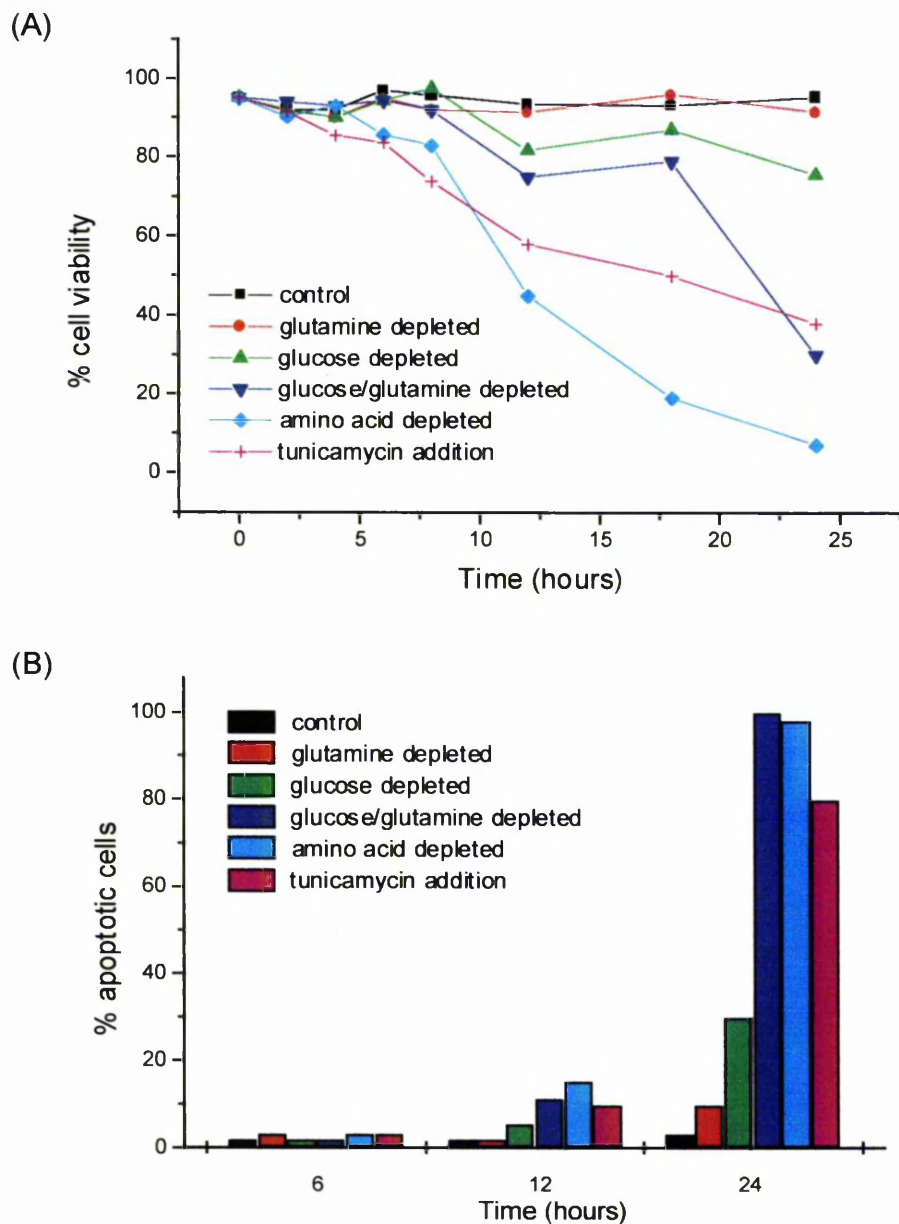 (A)
100
80
60
40
20
0
% cell viability
control
glutamine depleted
glucose depleted
glucose/glutamine depleted
amino acid depleted
tunicamycin addition
0 5 10 15 20 25
Time (hours)
(B)
100
80
60
40
20
0
% apoptotic cells
control
glutamine depleted
glucose depleted
glucose/glutamine depleted
amino acid depleted
tunicamycin addition
6 12 24
Time (hours)